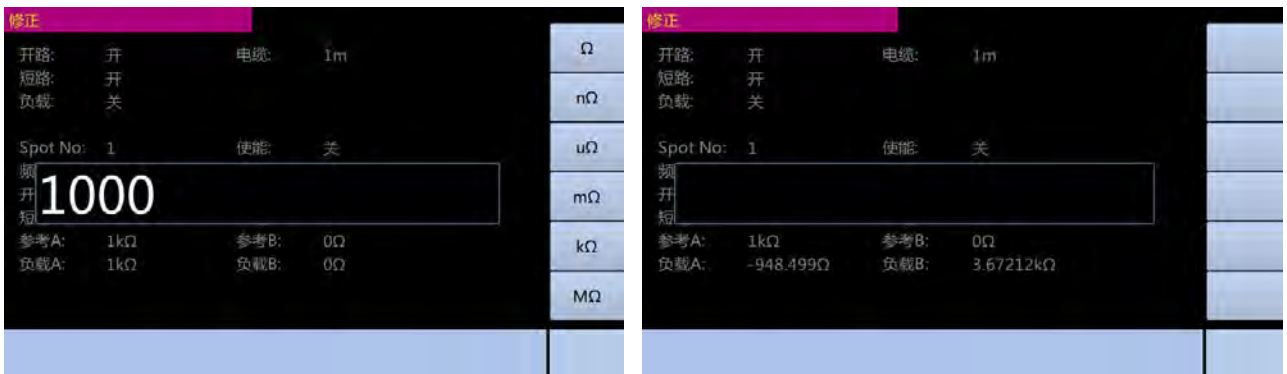 修正
开路: 开 电缆: 1m
短路: 开
负载: 关
Spot No: 1 使能: 关
频
开
短
1000
参考A: 1kΩ 参考B: 0Ω
负载A: 1kΩ 负载B: 0Ω
Ω
nΩ
uΩ
mΩ
kΩ
MΩ
修正
开路: 开 电缆: 1m
短路: 开
负载: 关
Spot No: 1 使能: 关
频
开
短
参考A: 1kΩ 参考B: 0Ω
负载A: -948.499Ω 负载B: 3.67212kΩ